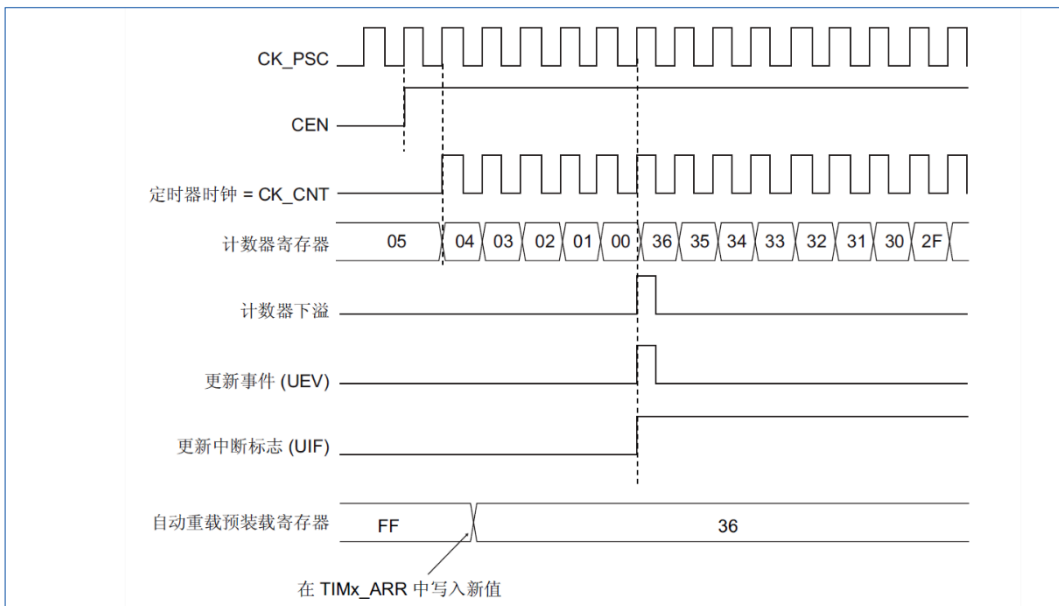 CK_PSC
CEN
定时器时钟 = CK_CNT
计数器寄存器 05 04 03 02 01 00 36 35 34 33 32 31 30 2F
计数器下溢
更新事件 (UEV)
更新中断标志 (UIF)
自动重载预装载寄存器 FF 36
在 TIMx_ARR 中写入新值